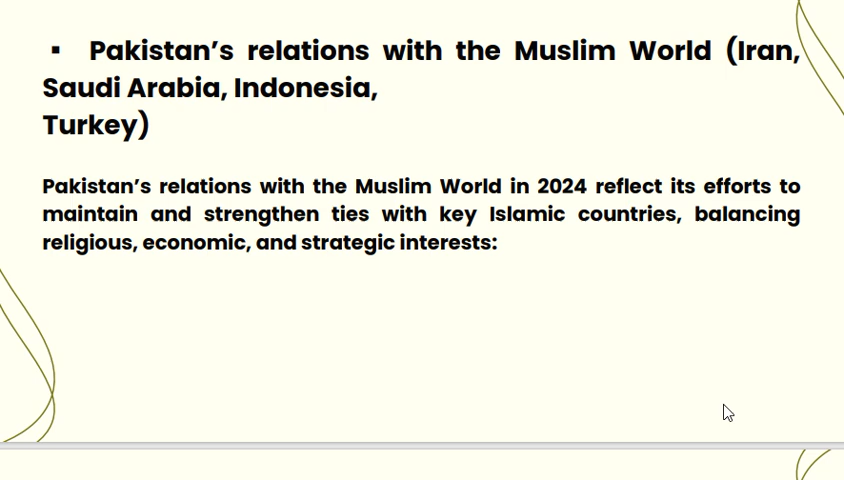 ▪ Pakistan’s relations with the Muslim World (Iran,
Saudi Arabia, Indonesia,
Turkey)
Pakistan’s relations with the Muslim World in 2024 reflect its efforts to
maintain and strengthen ties with key Islamic countries, balancing
religious, economic, and strategic interests: